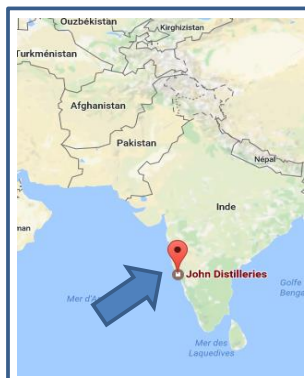 Ouzbékistan
Kirghizistan
Turkménistan
Afghanistan
Pakistan
Népal
man
Inde
John Distilleries
Mer d'
Golfe
Benga
Mer des
Laquedives